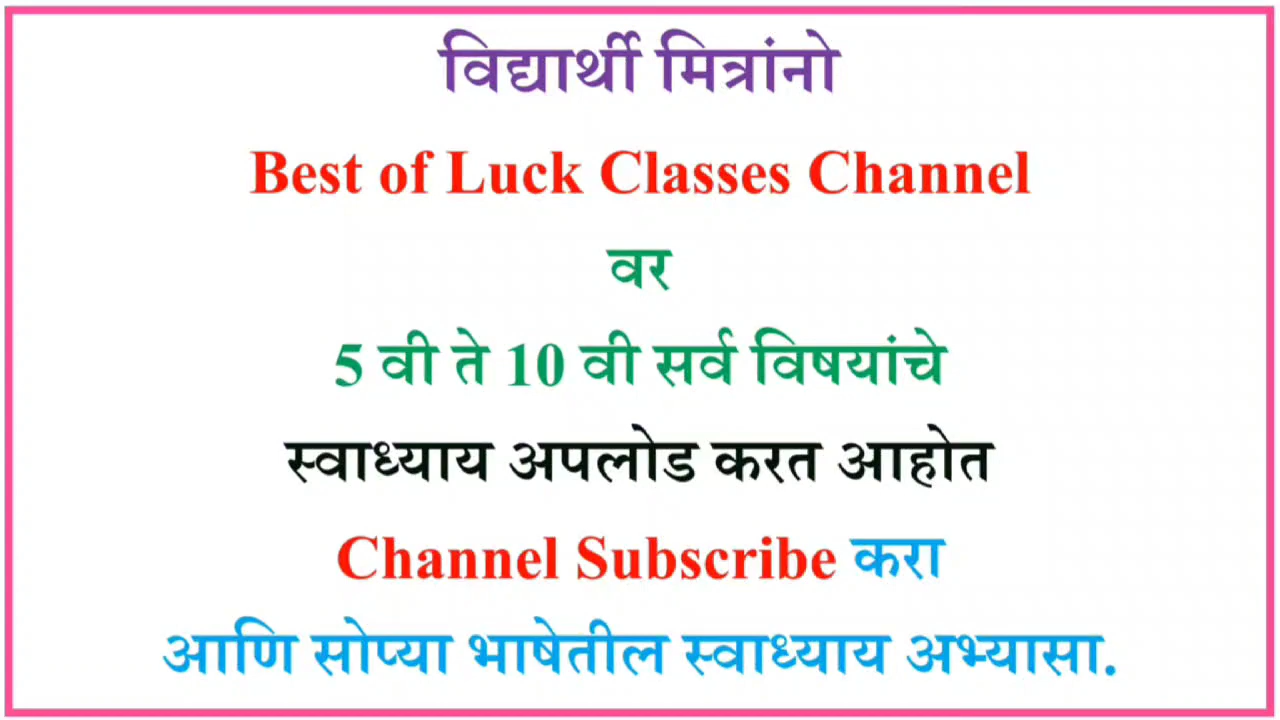 विद्यार्थी मित्रांनो
Best of Luck Classes Channel
वर
5 वी ते 10 वी सर्व विषयांचे
स्वाध्याय अपलोड करत आहोत
Channel Subscribe करा
आणि सोप्या भाषेतील स्वाध्याय अभ्यासा.